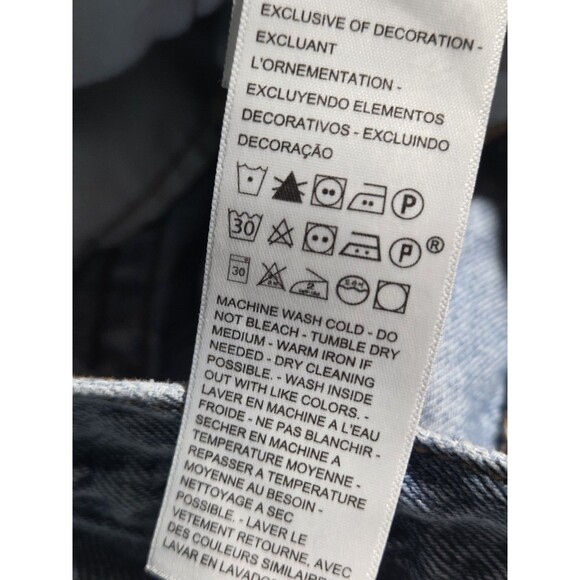 EXCLUSIVE OF DECORATION -
EXCLUANT
L'ORNEMENTATION -
EXCLUYENDO ELEMENTOS
DECORATIVOS - EXCLUINDO
DECORAÇÃO
P
30 P ®
30
MACHINE WASH COLD - DO
NOT BLEACH - TUMBLE DRY
MEDIUM - WARM IRON IF
NEEDED - DRY CLEANING
POSSIBLE. - WASH INSIDE
OUT WITH LIKE COLORS. -
LAVER EN MACHINE A L'EAU
FROIDE - NE PAS BLANCHIR -
SECHER EN MACHINE A
TEMPERATURE MOYENNE -
REPASSER A TEMPERATURE
MOYENNE AU BESOIN -
NETTOYAGE A SEC
POSSIBLE. - LAVER LE
VETEMENT RETOURNE, AVEC
DES COULEURS SIMILAIRES
LAVAR EN